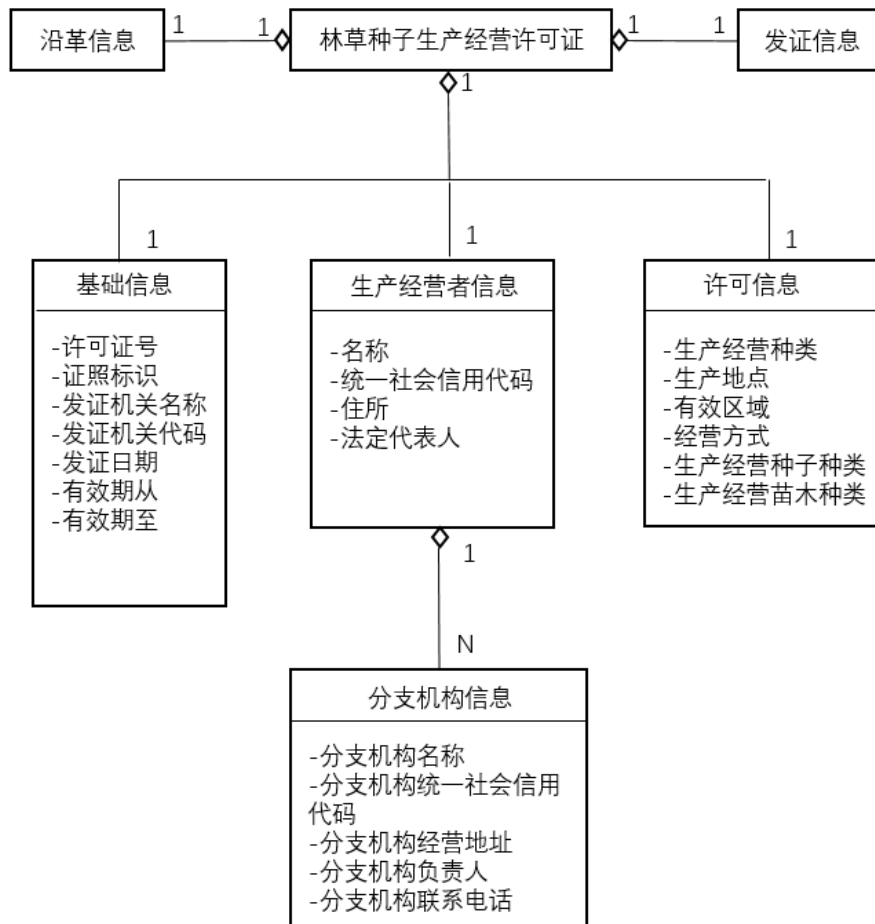 沿革信息
1
1
林草种子生产经营许可证
1
1
发证信息
1
1
1
1
基础信息
-许可证号
-证照标识
-发证机关名称
-发证机关代码
-发证日期
-有效期从
-有效期至
生产经营者信息
-名称
-统一社会信用代码
-住所
-法定代表人
许可信息
-生产经营种类
-生产地点
-有效区域
-经营方式
-生产经营种子种类
-生产经营苗木种类
1
N
分支机构信息
-分支机构名称
-分支机构统一社会信用
代码
-分支机构经营地址
-分支机构负责人
-分支机构联系电话